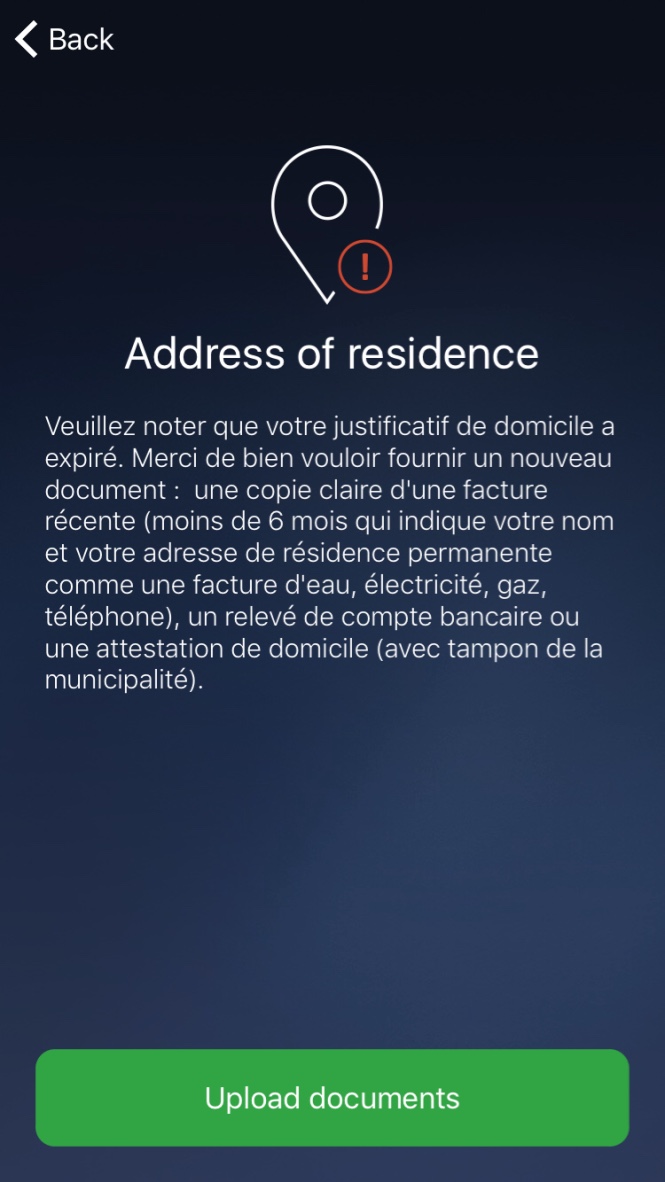 Back
!
Address of residence
Veuillez noter que votre justificatif de domicile a
expiré. Merci de bien vouloir fournir un nouveau
document :  une copie claire d'une facture
récente (moins de 6 mois qui indique votre nom
et votre adresse de résidence permanente
comme une facture d'eau, électricité, gaz,
téléphone), un relevé de compte bancaire ou
une attestation de domicile (avec tampon de la
municipalité).
Upload documents